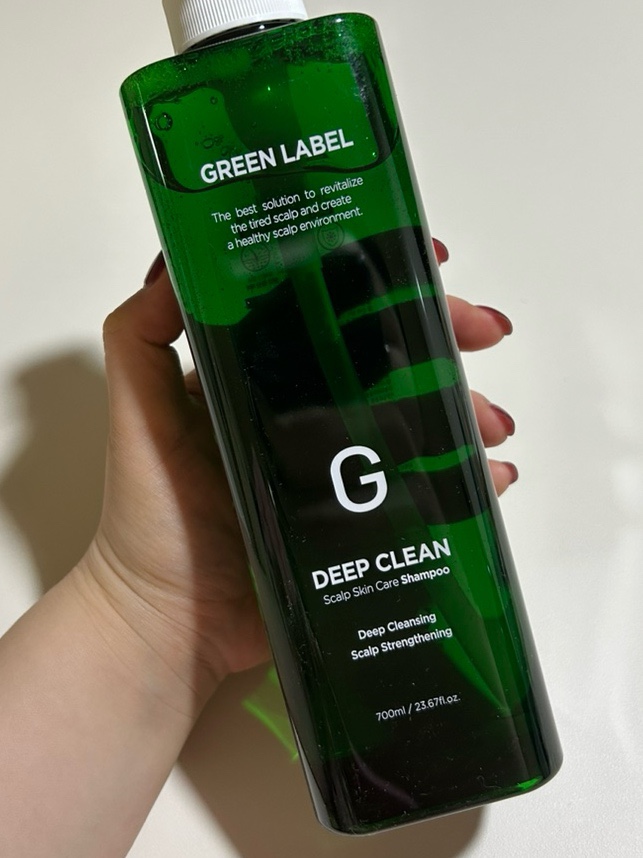 GREEN LABEL
The best solution to revitalize
the tired scalp and create
a healthy scalp environment.
G
DEEP CLEAN
Scalp Skin Care Shampoo
Deep Cleansing
Scalp Strengthening
700ml / 23.67fl.oz.